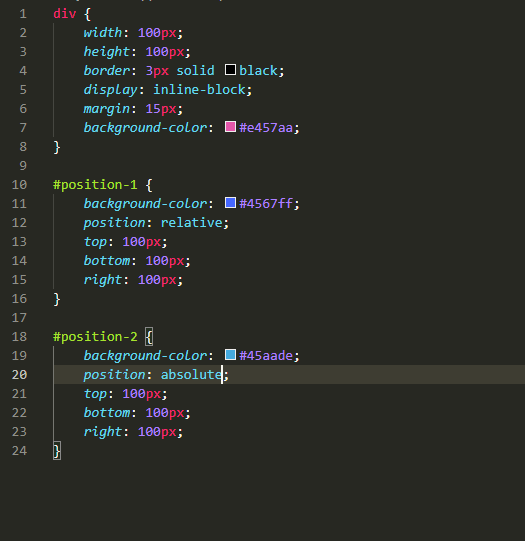 1 div {
2 width: 100px;
3 height: 100px;
4 border: 3px solid black;
5 display: inline-block;
6 margin: 15px;
7 background-color: #e457aa;
8 }
9
10 #position-1 {
11 background-color: #4567ff;
12 position: relative;
13 top: 100px;
14 bottom: 100px;
15 right: 100px;
16 }
17
18 #position-2 {
19 background-color: #45aade;
20 position: absolute;
21 top: 100px;
22 bottom: 100px;
23 right: 100px;
24 }